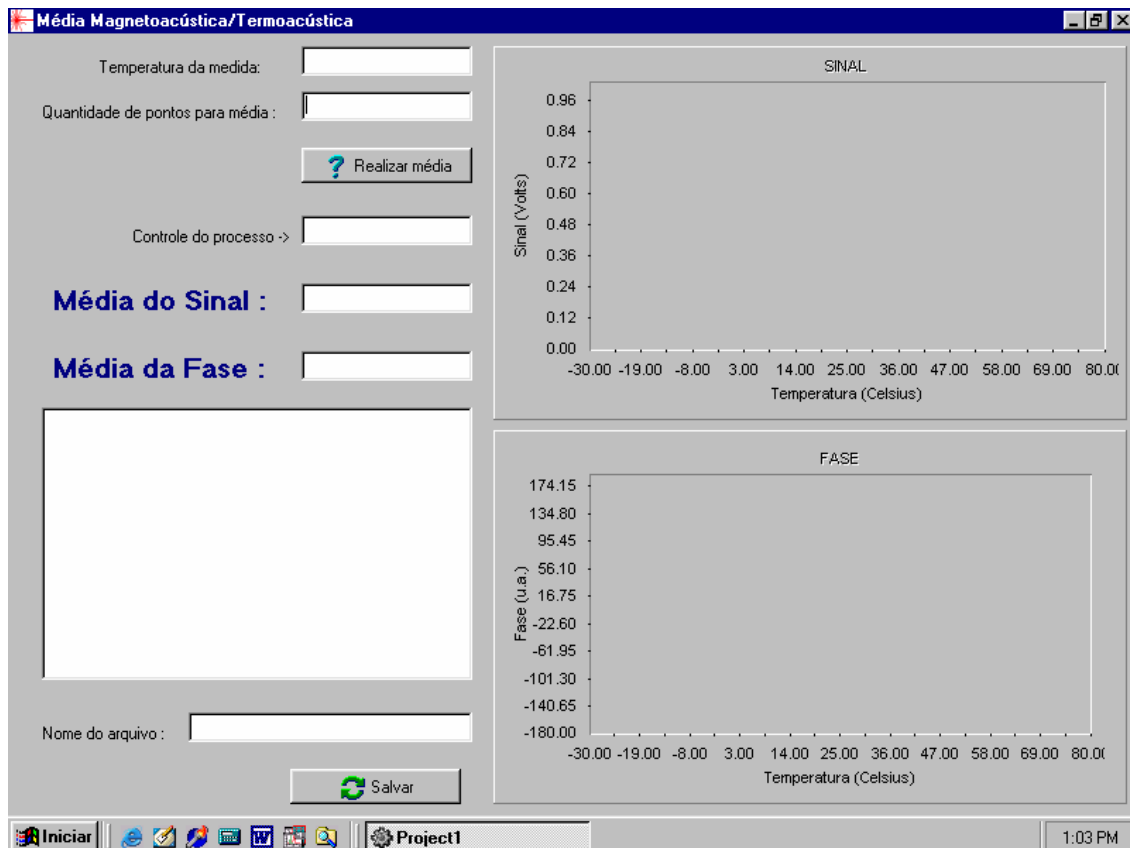 Média Magnetoacústica/Termoacústica
Temperatura da medida:
Quantidade de pontos para média :
Realizar média
Controle do processo ->
Média do Sinal :
Média da Fase :
Nome do arquivo :
Salvar
SINAL
Sinal (Volts)
0.96
0.84
0.72
0.60
0.48
0.36
0.24
0.12
0.00
-30.00 -19.00 -8.00 3.00 14.00 25.00 36.00 47.00 58.00 69.00 80.00
Temperatura (Celsius)
FASE
Fase (u.a.)
174.15
134.80
95.45
56.10
16.75
-22.60
-61.95
-101.30
-140.65
-180.00
-30.00 -19.00 -8.00 3.00 14.00 25.00 36.00 47.00 58.00 69.00 80.00
Temperatura (Celsius)
Iniciar
Project1
1:03 PM